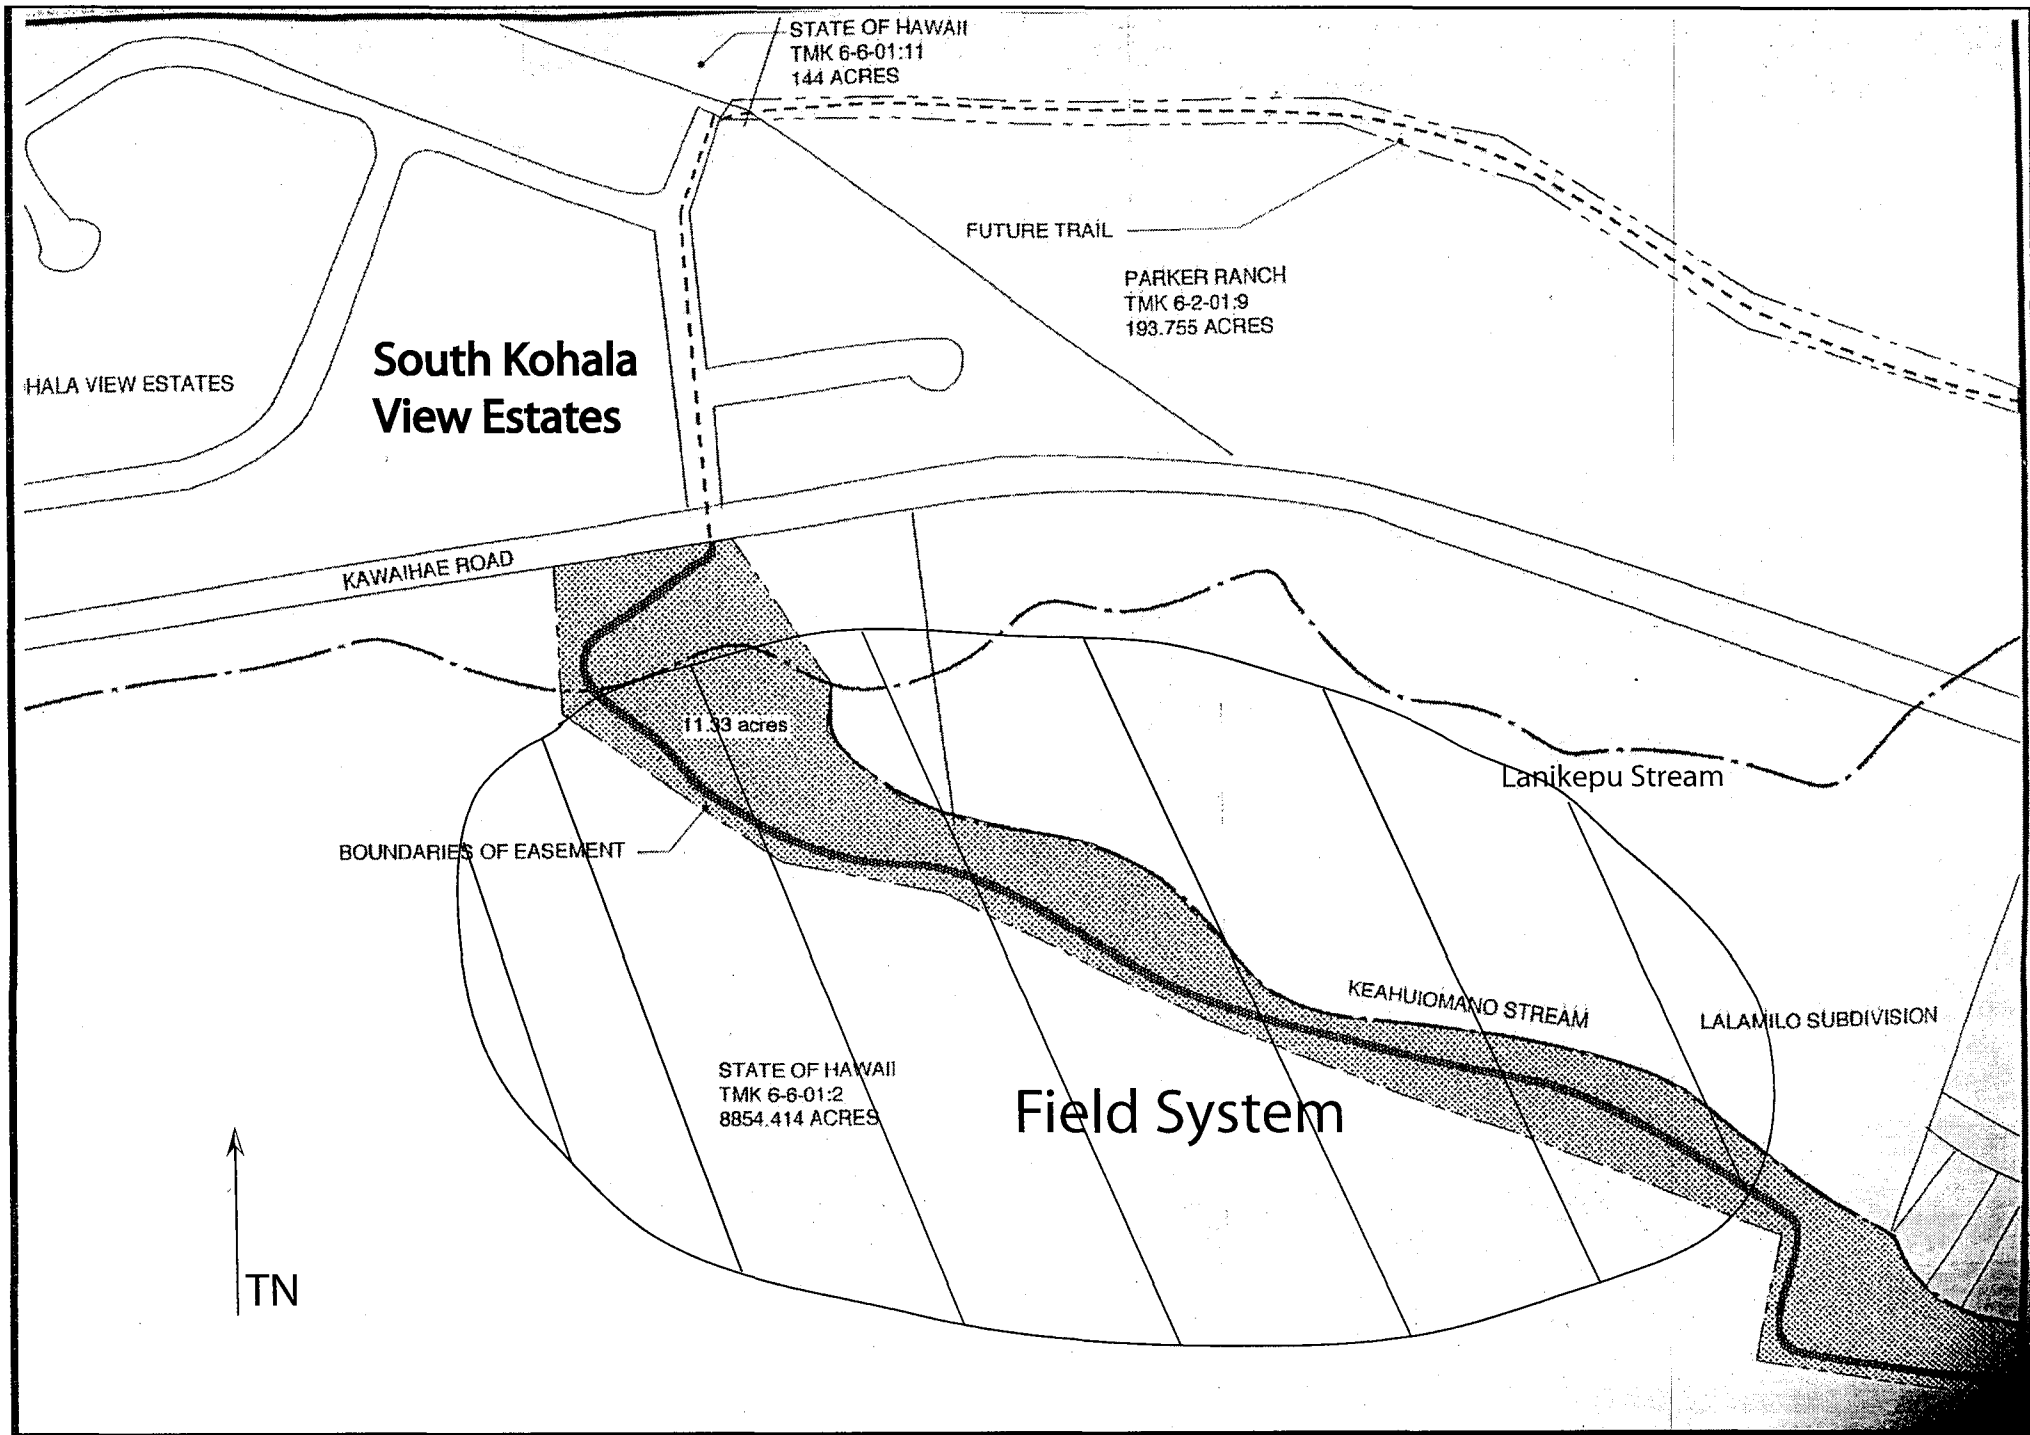 STATE OF HAWAII
TMK 6-6-01:11
144 ACRES
FUTURE TRAIL
PARKER RANCH
TMK 6-2-01:9
193.755 ACRES
South Kohala
View Estates
HALA VIEW ESTATES
KAWAIHAE ROAD
11.33 acres
Lanikepu Stream
BOUNDARIES OF EASEMENT
KEAHUIOMANO STREAM
LALAMILO SUBDIVISION
STATE OF HAWAII
TMK 6-6-01:2
8854.414 ACRES
Field System
TN